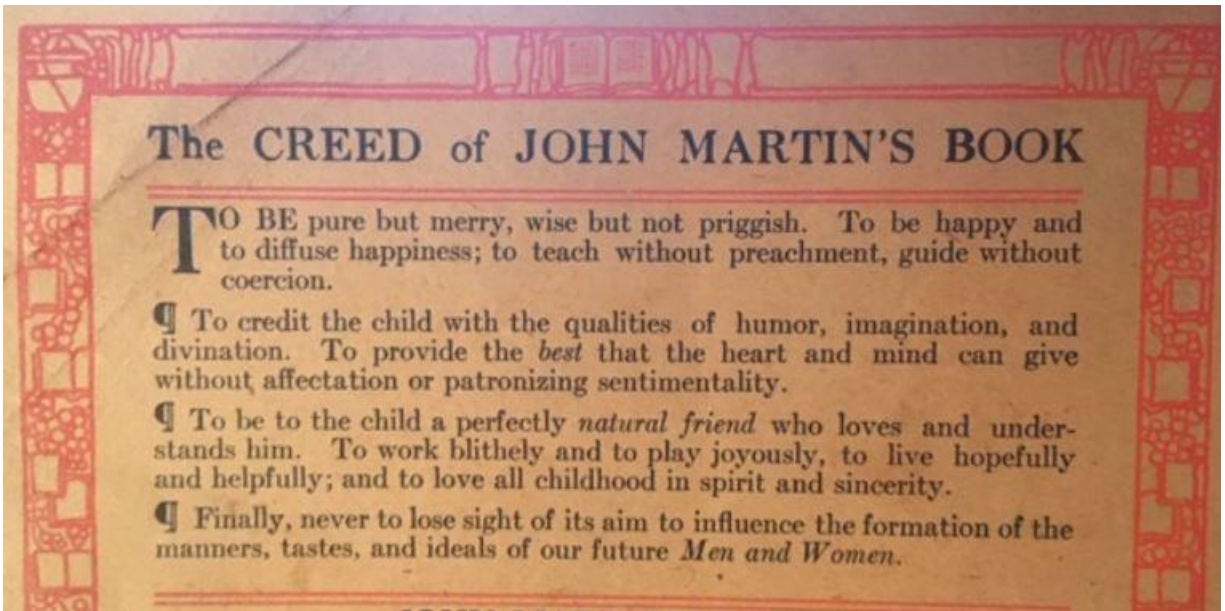 The CREED of JOHN MARTIN'S BOOK
TO BE pure but merry, wise but not priggish. To be happy and
to diffuse happiness; to teach without preachment, guide without
coercion.
¶ To credit the child with the qualities of humor, imagination, and
divination. To provide the best that the heart and mind can give
without affectation or patronizing sentimentality.
¶ To be to the child a perfectly natural friend who loves and under-
stands him. To work blithely and to play joyously, to live hopefully
and helpfully; and to love all childhood in spirit and sincerity.
¶ Finally, never to lose sight of its aim to influence the formation of the
manners, tastes, and ideals of our future Men and Women.